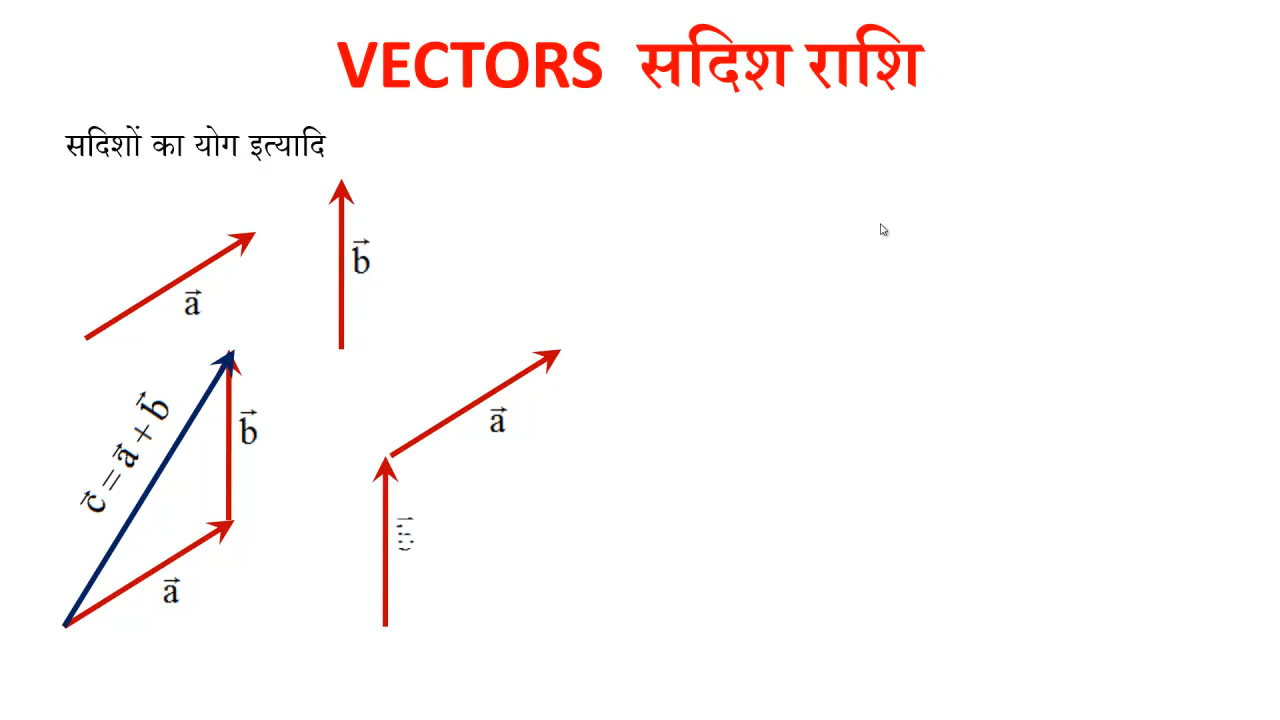 VECTORS सदिश राशि
सदिशों का योग इत्यादि
a⃗
b⃗
c⃗ = a⃗ + b⃗
b⃗
a⃗
a⃗